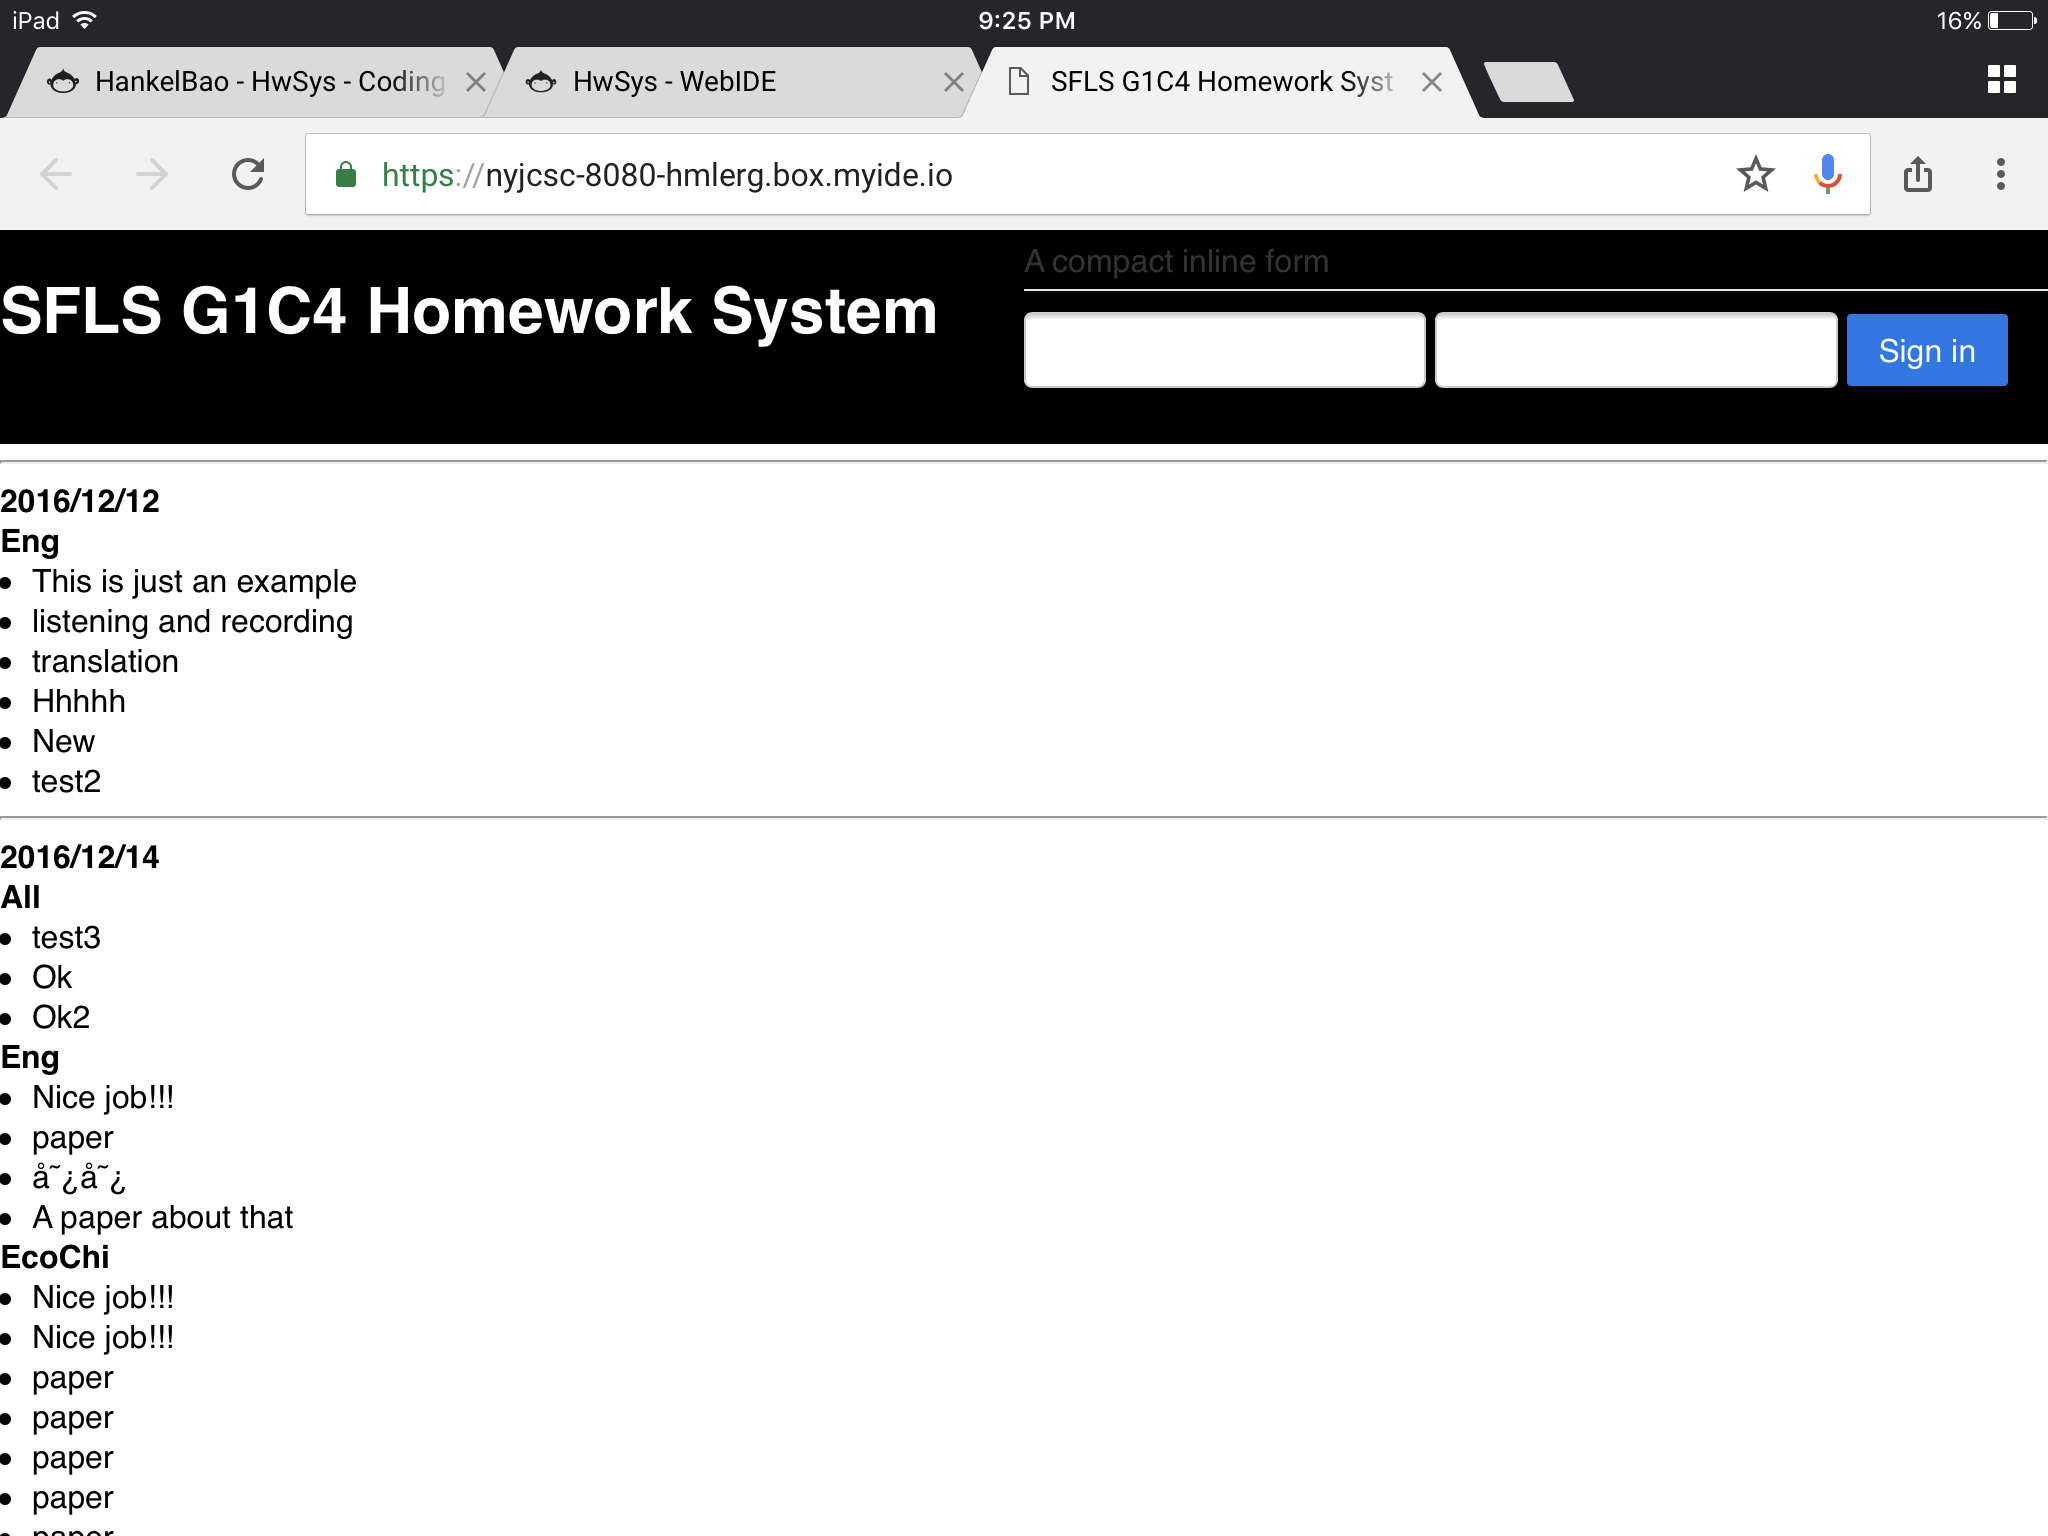 iPad 9:25 PM 16%
HankelBao - HwSys - Coding HwSys - WebIDE SFLS G1C4 Homework Syst
https://nyjcsc-8080-hmlerg.box.myide.io
A compact inline form
SFLS G1C4 Homework System
Sign in
2016/12/12
Eng
• This is just an example
• listening and recording
• translation
• Hhhhh
• New
• test2
2016/12/14
All
• test3
• Ok
• Ok2
Eng
• Nice job!!!
• paper
• å˜¿å˜¿
• A paper about that
EcoChi
• Nice job!!!
• Nice job!!!
• paper
• paper
• paper
• paper
• paper